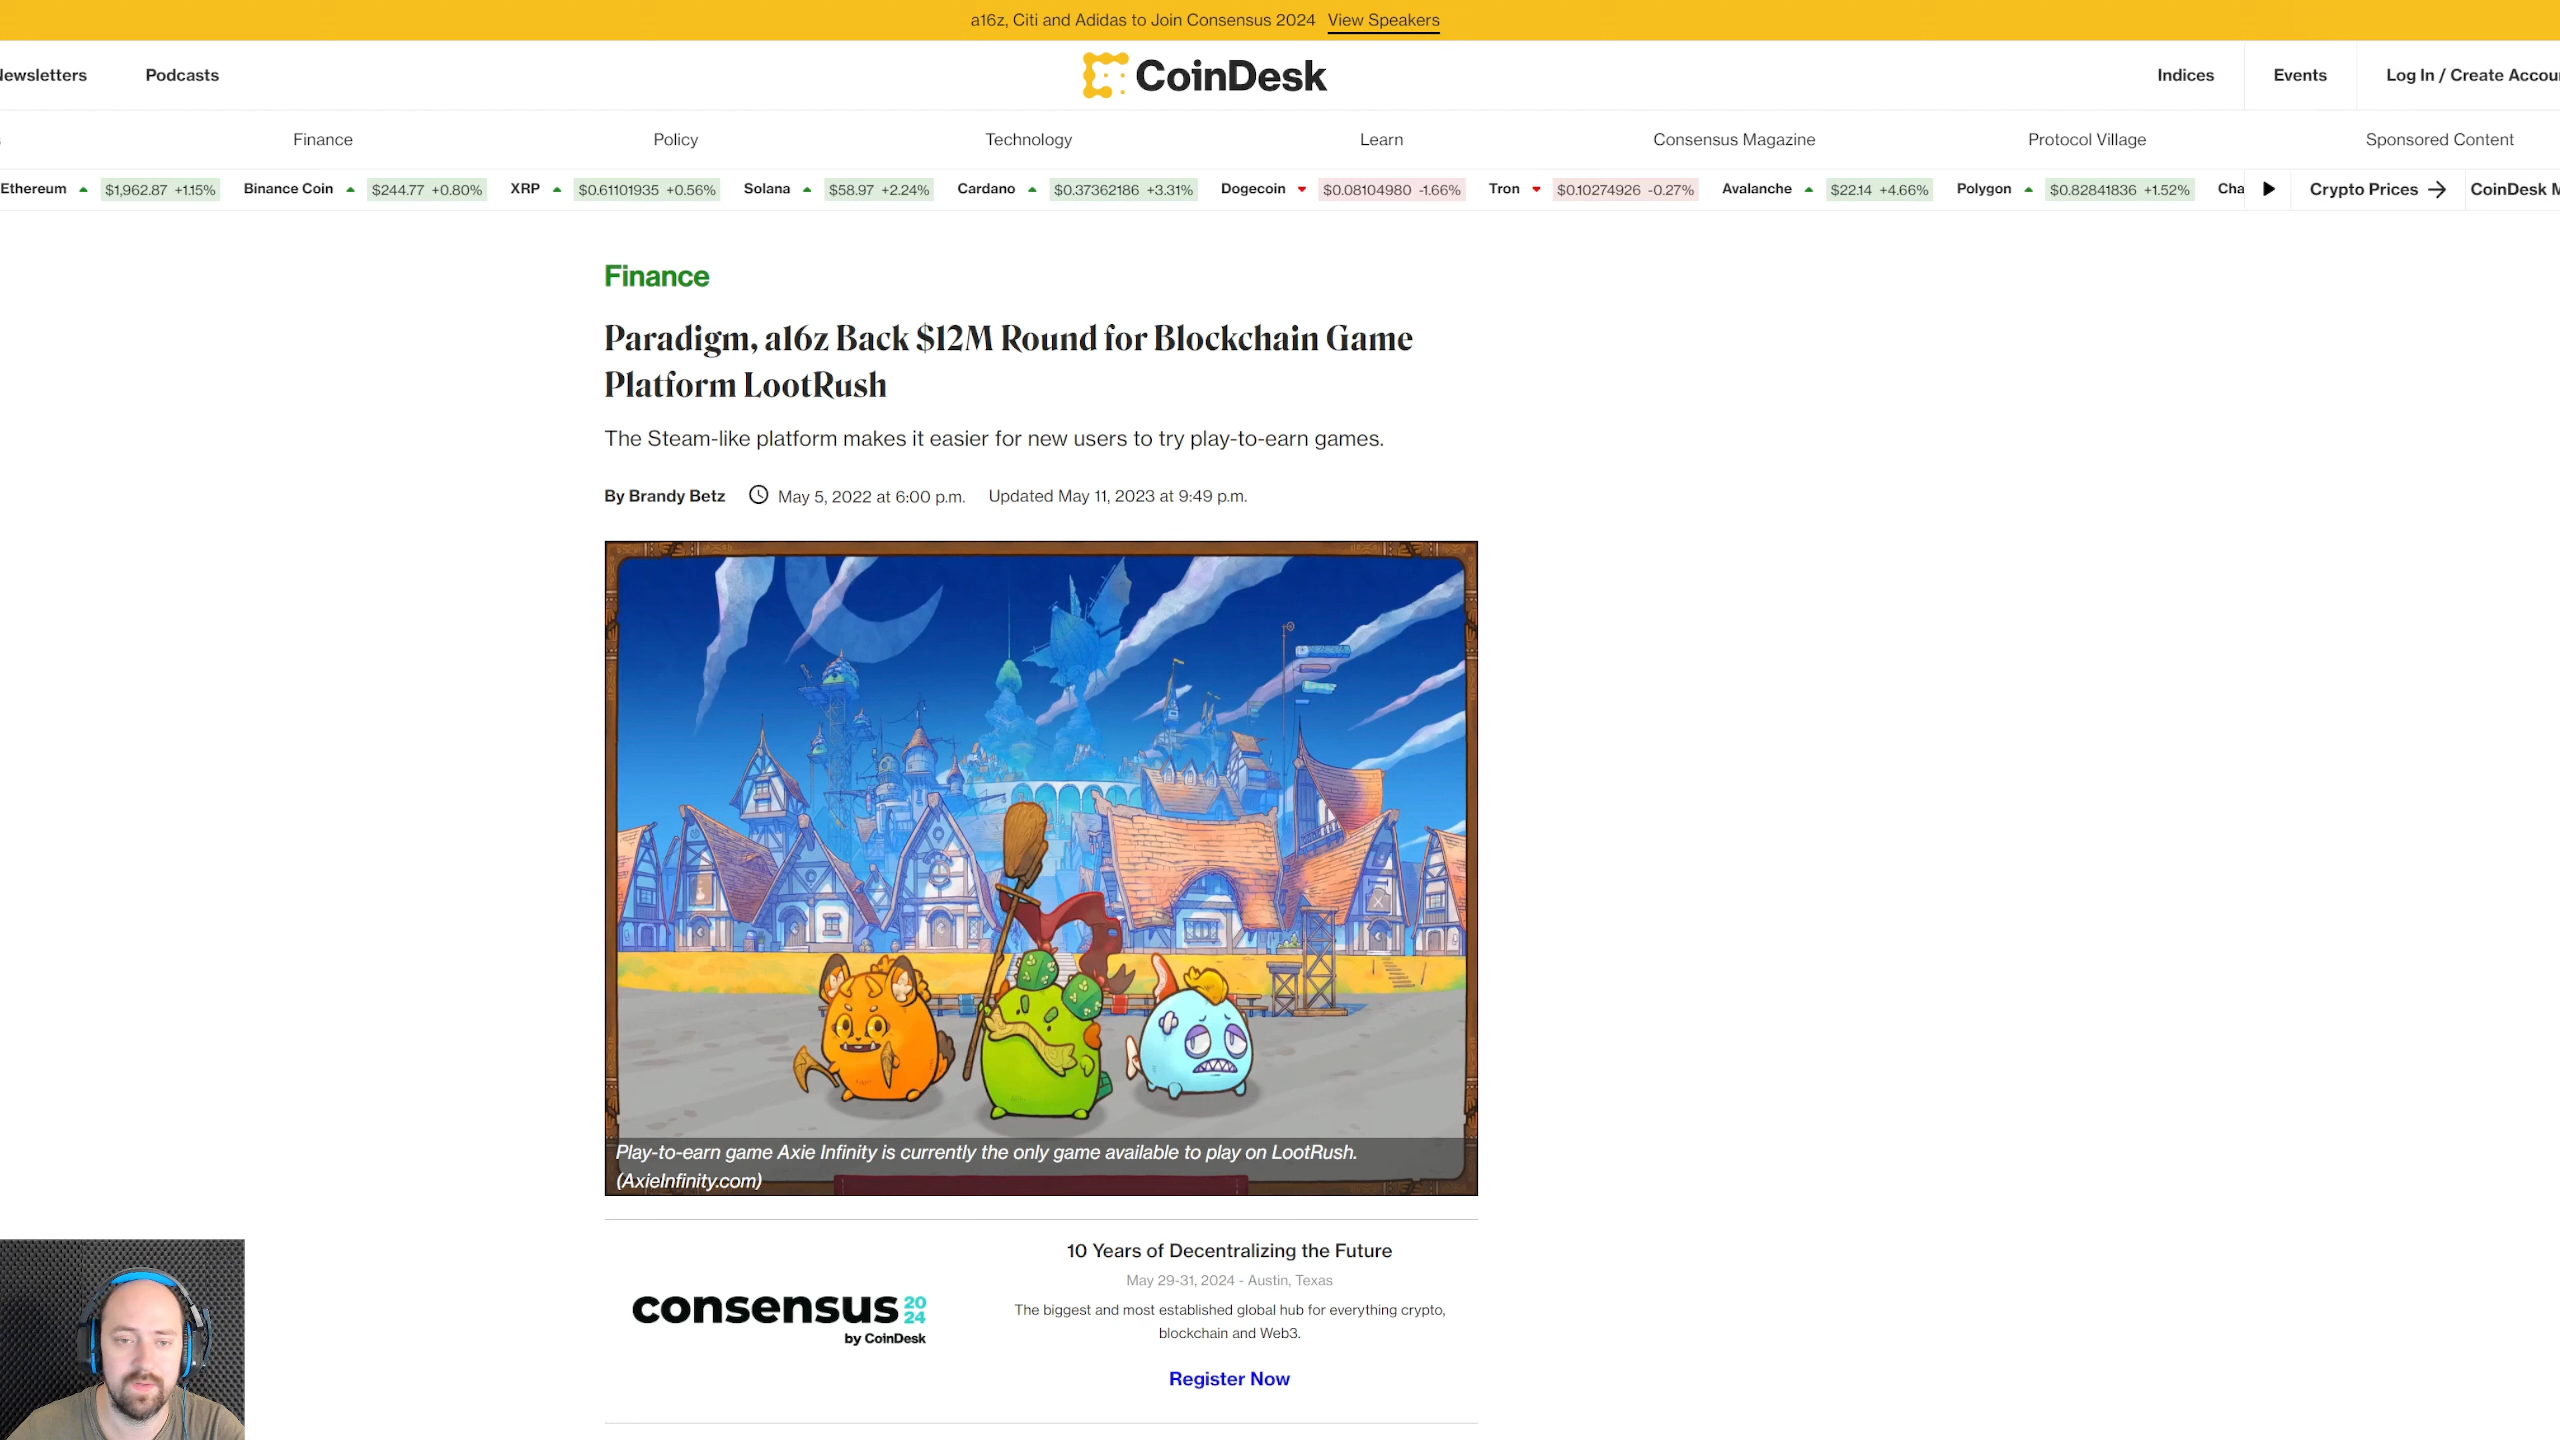 a16z, Citi and Adidas to Join Consensus 2024 View Speakers
Newsletters Podcasts CoinDesk Indices Events Log In / Create Accou
Finance Policy Technology Learn Consensus Magazine Protocol Village Sponsored Content
Ethereum $1,962.87 +1.15% Binance Coin $244.77 +0.80% XRP $0.61101935 +0.56% Solana $58.97 +2.24% Cardano $0.37362186 +3.31% Dogecoin $0.08104980 -1.66% Tron $0.10274926 -0.27% Avalanche $22.14 +4.66% Polygon $0.82841836 +1.52% Cha Crypto Prices → CoinDesk M
Finance
Paradigm, a16z Back $12M Round for Blockchain Game
Platform LootRush
The Steam-like platform makes it easier for new users to try play-to-earn games.
By Brandy Betz May 5, 2022 at 6:00 p.m. Updated May 11, 2023 at 9:49 p.m.
Play-to-earn game Axie Infinity is currently the only game available to play on LootRush.
(AxieInfinity.com)
10 Years of Decentralizing the Future
May 29-31, 2024 - Austin, Texas
consensus 2024
by CoinDesk
The biggest and most established global hub for everything crypto,
blockchain and Web3.
Register Now